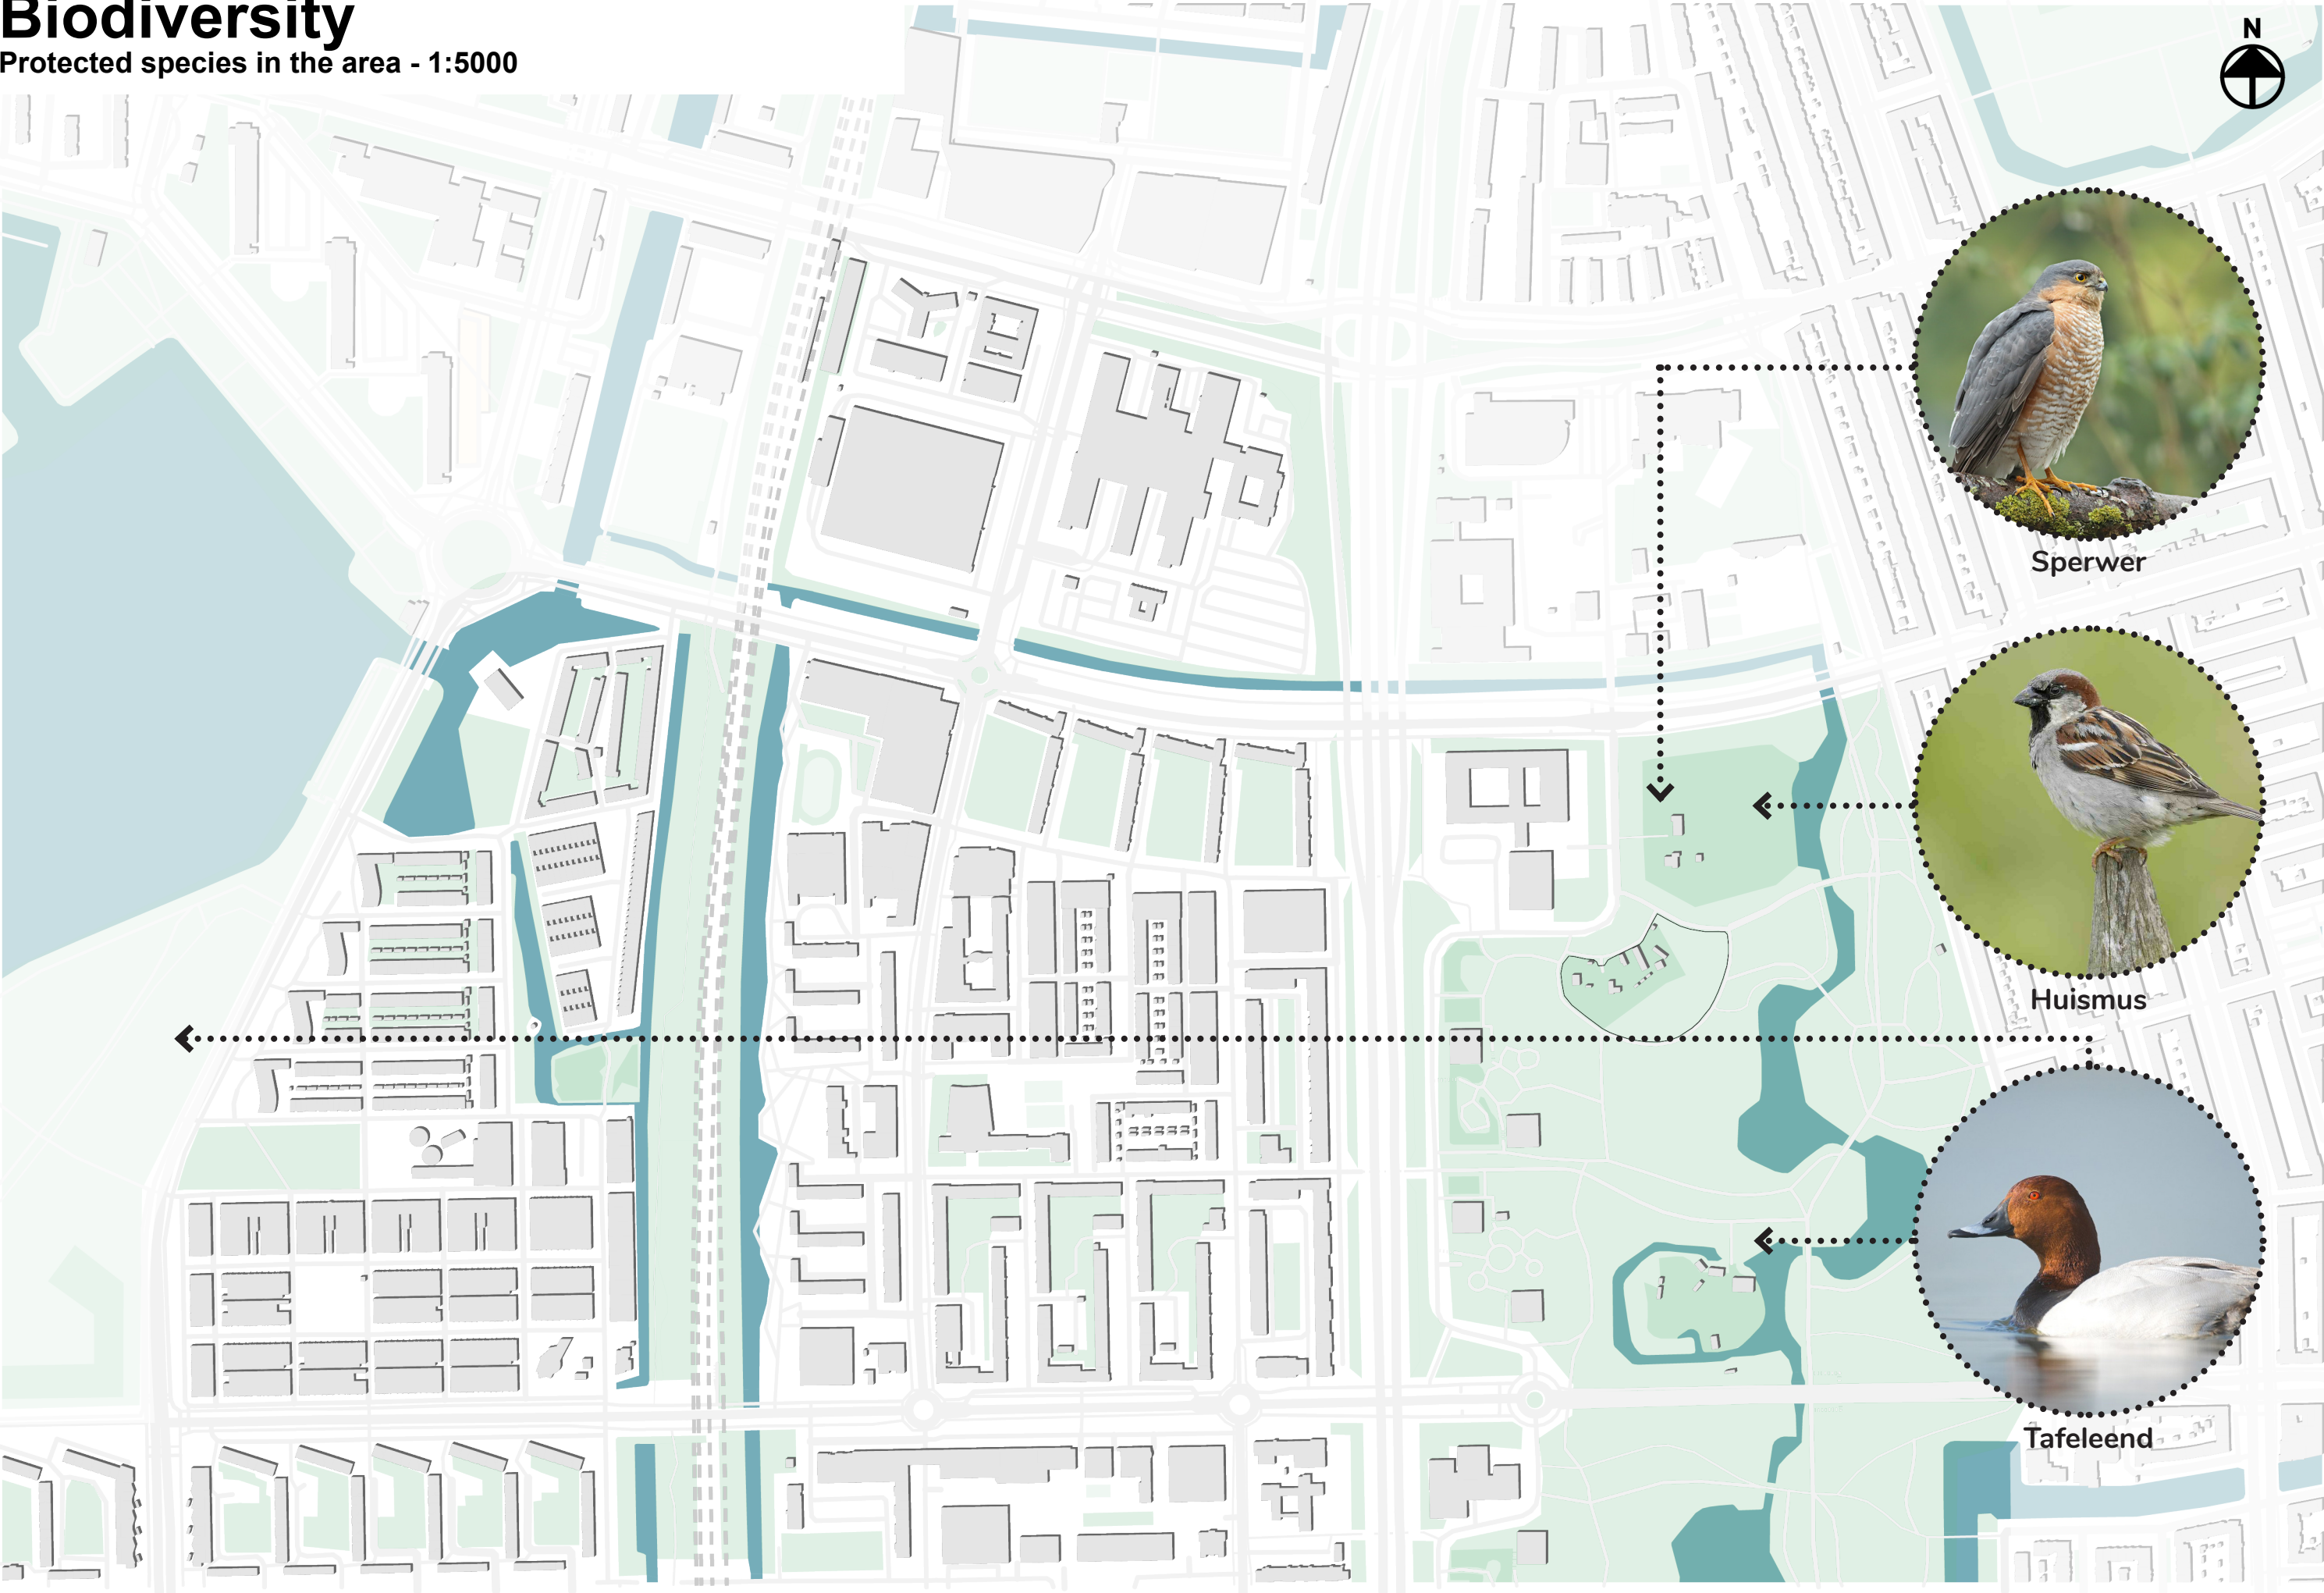 Biodiversity
Protected species in the area - 1:5000
N
Sperwer
Huismus
Tafeleend